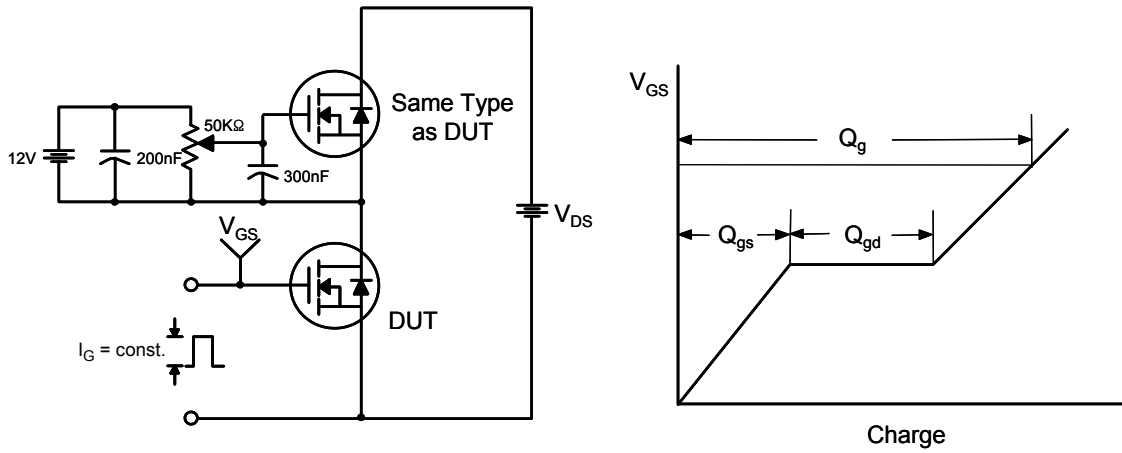 12V
200nF
50KΩ
300nF
Same Type
as DUT
V_DS
V_GS
DUT
I_G = const.
V_GS
Q_g
Q_gs
Q_gd
Charge